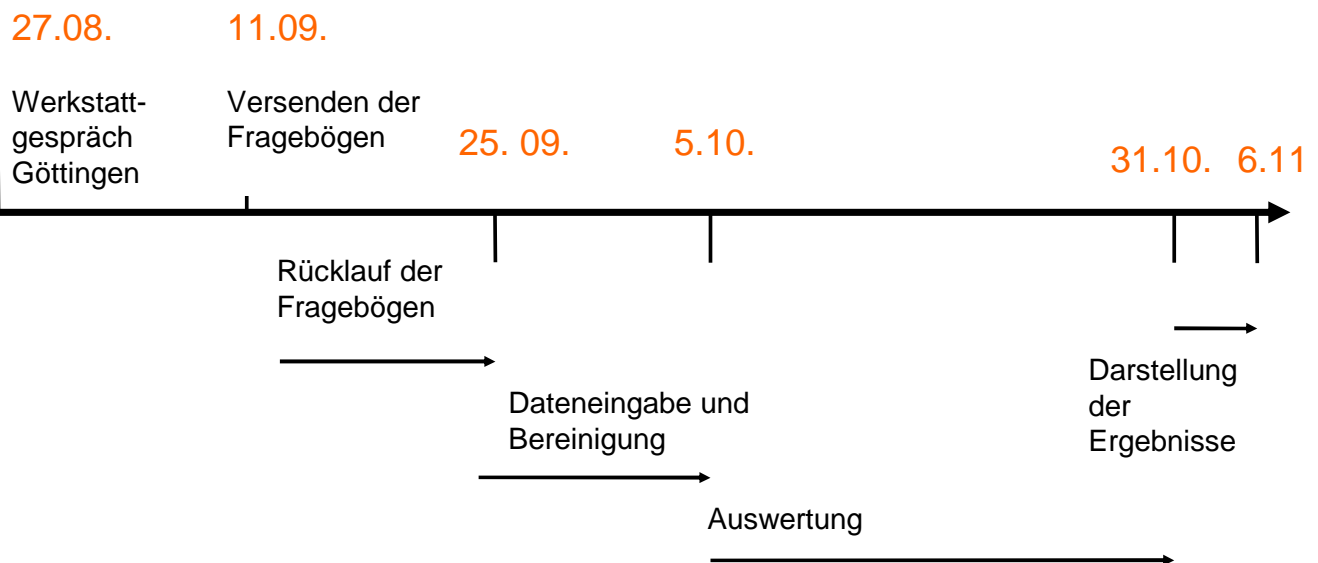 27.08.
11.09.
Werkstatt-
gespräch
Göttingen
Versenden der
Fragebögen
25. 09.
5.10.
31.10.
6.11
Rücklauf der
Fragebögen
Dateneingabe und
Bereinigung
Darstellung
der
Ergebnisse
Auswertung